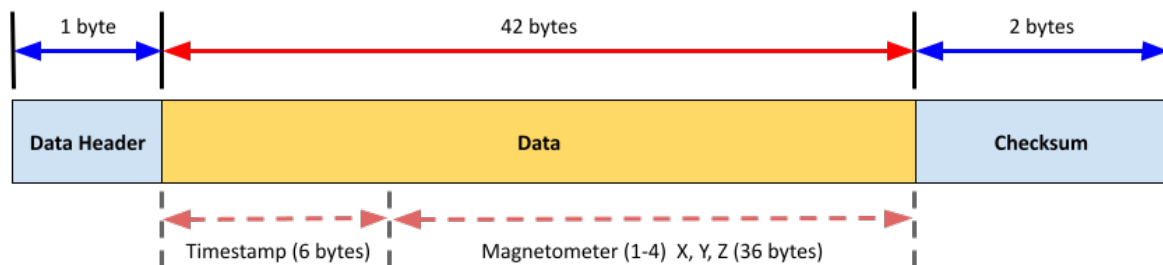 1 byte
42 bytes
2 bytes
Data Header
Data
Checksum
Timestamp (6 bytes)
Magnetometer (1-4) X, Y, Z (36 bytes)